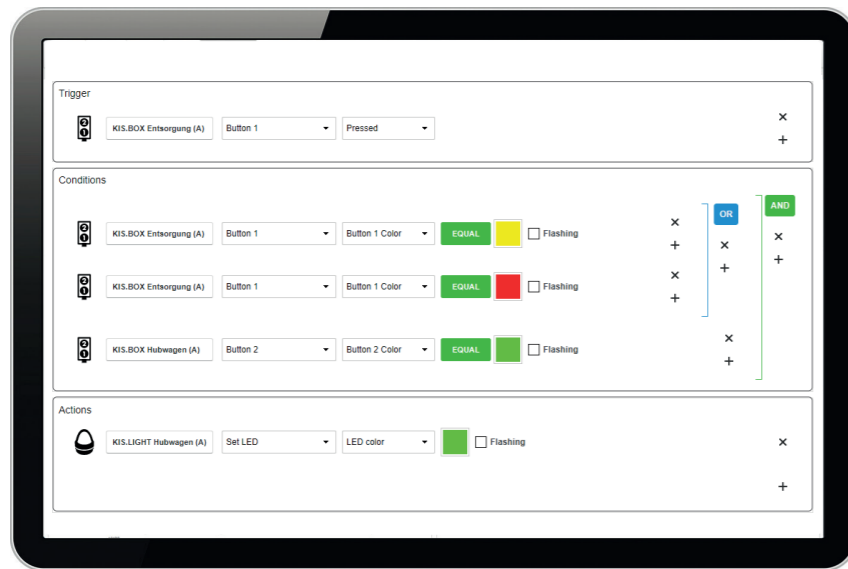 Trigger
KIS.BOX Entsorgung (A) Button 1 Pressed
Conditions
AND
OR
KIS.BOX Entsorgung (A) Button 1 Button 1 Color EQUAL Flashing
KIS.BOX Entsorgung (A) Button 1 Button 1 Color EQUAL Flashing
KIS.BOX Hubwagen (A) Button 2 Button 2 Color EQUAL Flashing
Actions
KIS.LIGHT Hubwagen (A) Set LED LED color Flashing